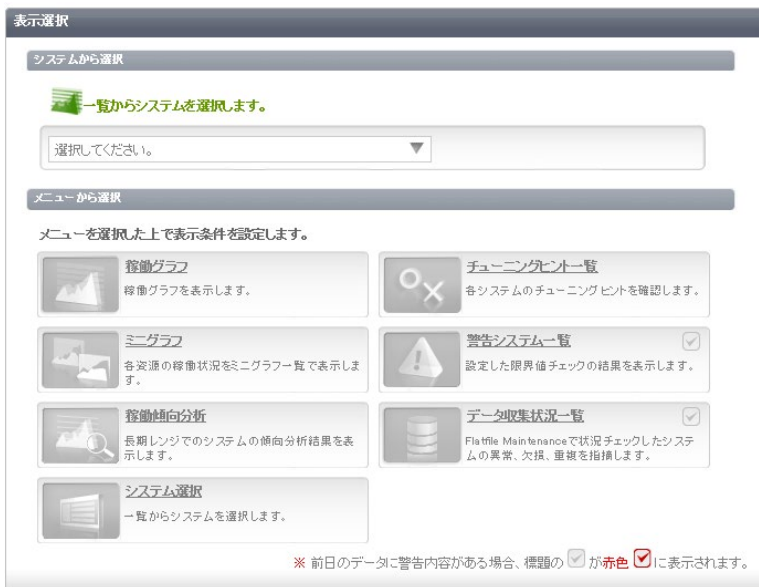 表示選択
システムから選択
一覧からシステムを選択します。
選択してください。
メニューから選択
メニューを選択した上で表示条件を設定します。
稼働グラフ
稼働グラフを表示します。
チューニングヒント一覧
各システムのチューニングヒントを確認します。
ミニグラフ
各資源の稼働状況をミニグラフ一覧で表示しま
す。
警告システム一覧
設定した限界値チェックの結果を表示します。
稼働傾向分析
長期レンジでのシステムの傾向分析結果を表
示します。
データ収集状況一覧
Flatfile Maintenanceで状況チェックしたシステ
ムの異常、欠損、重複を指摘します。
システム選択
一覧からシステムを選択します。
※ 前日のデータに警告内容がある場合、標題の が赤色 に表示されます。